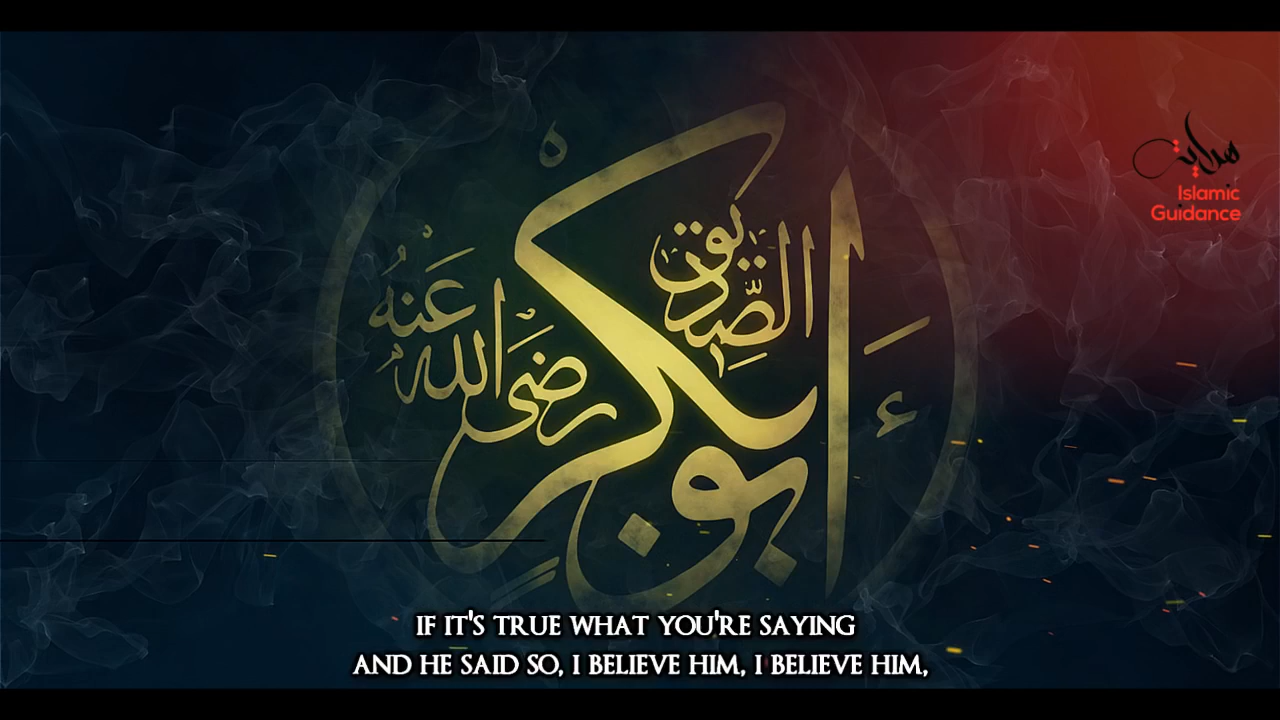 أبو بكر
الصديق
رضي الله عنه
هداية
Islamic
Guidance
IF IT'S TRUE WHAT YOU'RE SAYING
AND HE SAID SO, I BELIEVE HIM, I BELIEVE HIM,